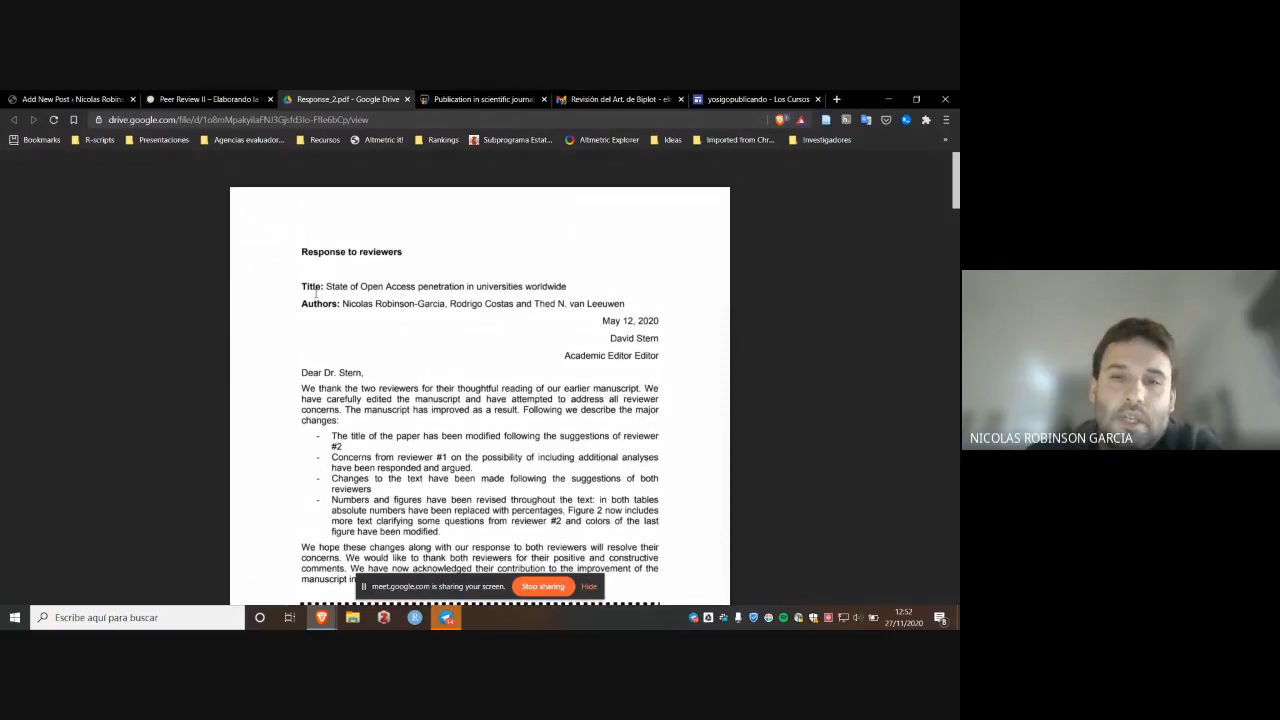 Add New Post ‹ Nicolas Robin
Peer Review II – Elaborando la
Response_2.pdf - Google Drive
Publication in scientific journa
Revisión del Art. de Biplot - el
yosigopublicando - Los Cursos
Bookmarks
R-scripts
Presentaciones
Agencias evaluador...
Recursos
Altmetric it!
Rankings
Subprograma Estat...
Altmetric Explorer
Ideas
Imported from Chr...
Investigadores
Response to reviewers
Title: State of Open Access penetration in universities worldwide
Authors: Nicolas Robinson-Garcia, Rodrigo Costas and Thed N. van Leeuwen
May 12, 2020
David Stern
Academic Editor Editor
Dear Dr. Stern,
We thank the two reviewers for their thoughtful reading of our earlier manuscript. We
have carefully edited the manuscript and have attempted to address all reviewer
concerns. The manuscript has improved as a result. Following we describe the major
changes:
- The title of the paper has been modified following the suggestions of reviewer
#2
- Concerns from reviewer #1 on the possibility of including additional analyses
have been responded and argued.
- Changes to the text have been made following the suggestions of both
reviewers
- Numbers and figures have been revised throughout the text: in both tables
absolute numbers have been replaced with percentages. Figure 2 now includes
more text clarifying some questions from reviewer #2 and colors of the last
figure have been modified.
We hope these changes along with our response to both reviewers will resolve their
concerns. We would like to thank both reviewers for their positive and constructive
comments. We have now acknowledged their contribution to the improvement of the
manuscript in
meet.google.com is sharing your screen.
Stop sharing
Hide
NICOLAS ROBINSON GARCIA
Escribe aquí para buscar
12:52
27/11/2020